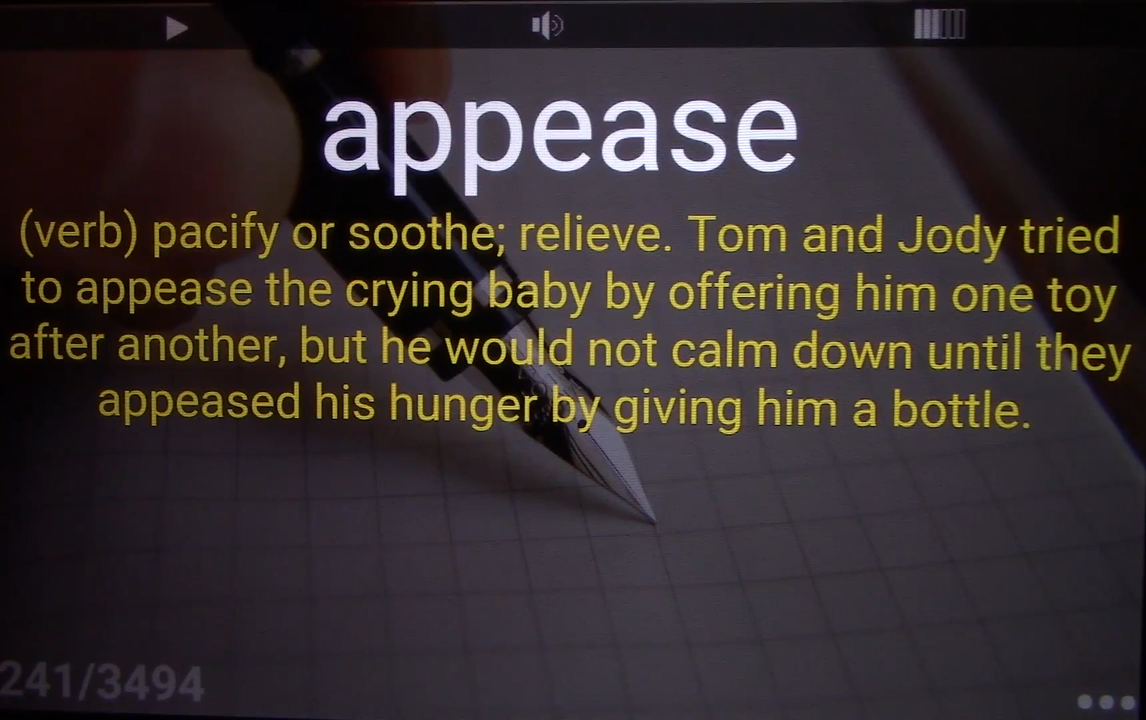 appease
(verb) pacify or soothe; relieve. Tom and Jody tried
to appease the crying baby by offering him one toy
after another, but he would not calm down until they
appeased his hunger by giving him a bottle.
241/3494